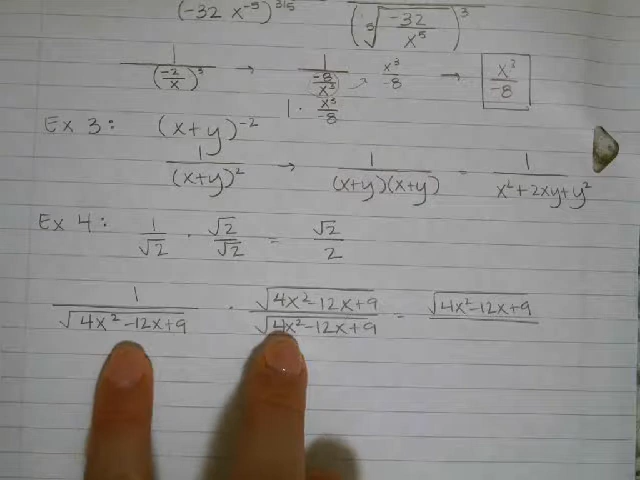 (-32 x⁻⁵)^3/5 (⁵√(-32/x⁵))³
1/(-2/x)³ → 1/(-8/x³) · x³/-8 → x³/-8
1 · x³/-8
Ex 3: (x+y)⁻²
1/(x+y)² → 1/(x+y)(x+y) = 1/x²+2xy+y²
Ex 4: 1/√2 · √2/√2 = √2/2
1/√(4x²-12x+9) · √(4x²-12x+9)/√(4x²-12x+9) = √(4x²-12x+9)